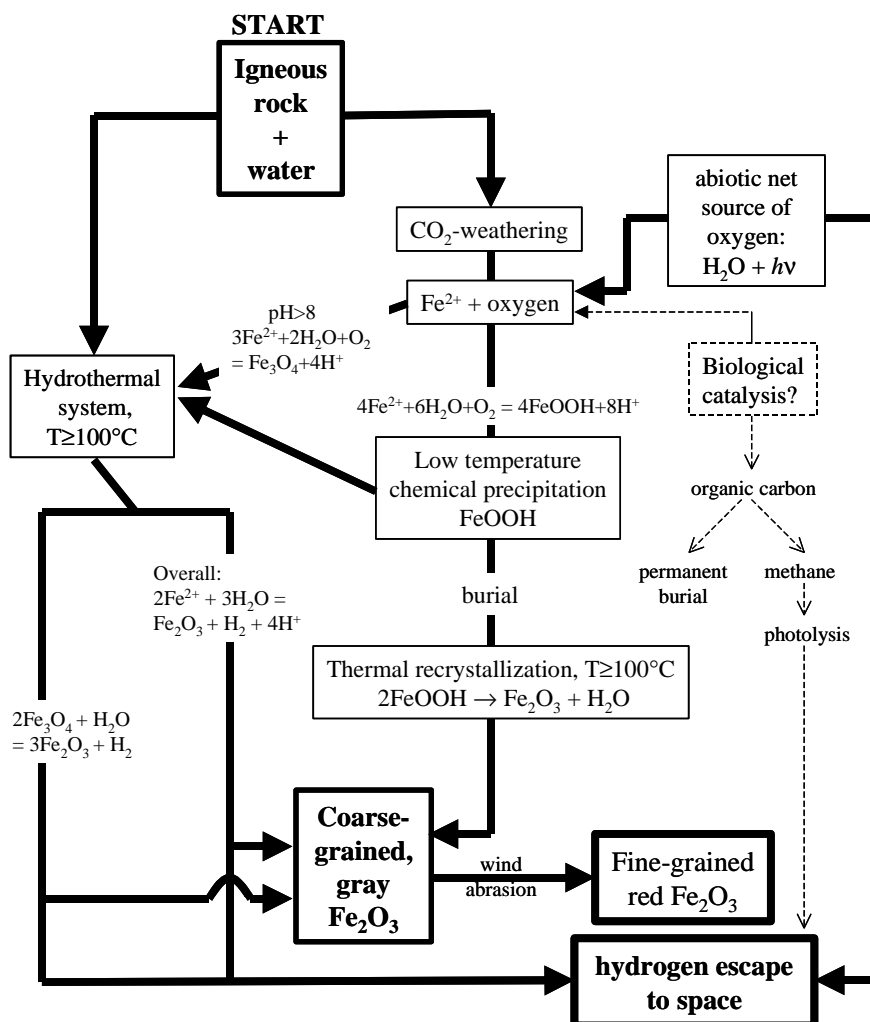 START
Igneous
rock
+
water
abiotic net
source of
oxygen:
H₂O + hν
CO₂-weathering
Fe²⁺ + oxygen
pH>8
3Fe²⁺+2H₂O+O₂
= Fe₃O₄+4H⁺
Hydrothermal
system,
T≥100°C
Biological
catalysis?
4Fe²⁺+6H₂O+O₂ = 4FeOOH+8H⁺
Low temperature
chemical precipitation
FeOOH
organic carbon
permanent
burial
methane
photolysis
Overall:
2Fe²⁺ + 3H₂O =
Fe₂O₃ + H₂ + 4H⁺
burial
Thermal recrystallization, T≥100°C
2FeOOH → Fe₂O₃ + H₂O
2Fe₃O₄ + H₂O
= 3Fe₂O₃ + H₂
Coarse-
grained,
gray
Fe₂O₃
wind
abrasion
Fine-grained
red Fe₂O₃
hydrogen escape
to space